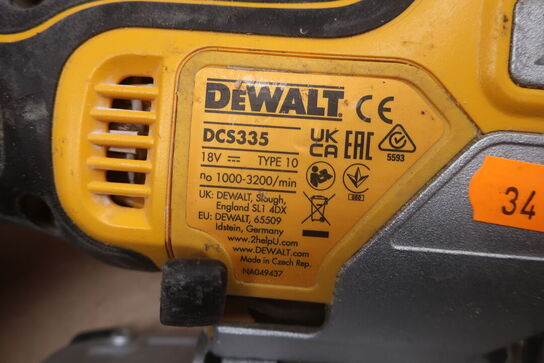 DEWALT CE
DCS335
18V ⎓ TYPE 10
UK
CA EAC
5593
no 1000-3200/min
UK: DEWALT, Slough,
England SL1 4DX
EU: DEWALT, 65509
Idstein, Germany
www.2helpU.com
www.DEWALT.com
Made in Czech Rep.
NA049437
34